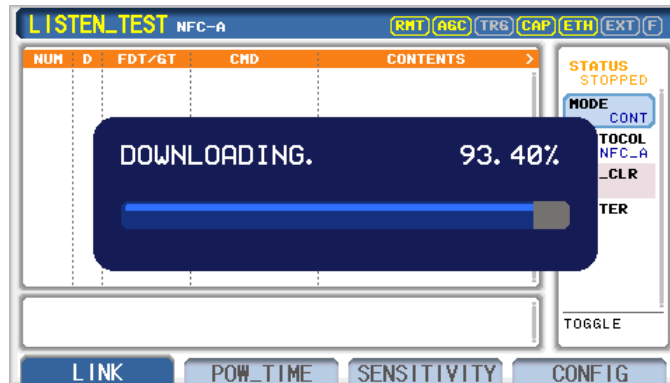 LISTEN_TEST NFC-A RMT AGC TRG CAP ETH EXT F
NUM D FDT/GT CMD CONTENTS >
STATUS
STOPPED
MODE
CONT
TOCOL
NFC_A
_CLR
TER
DOWNLOADING. 93.40%
TOGGLE
LINK POW_TIME SENSITIVITY CONFIG